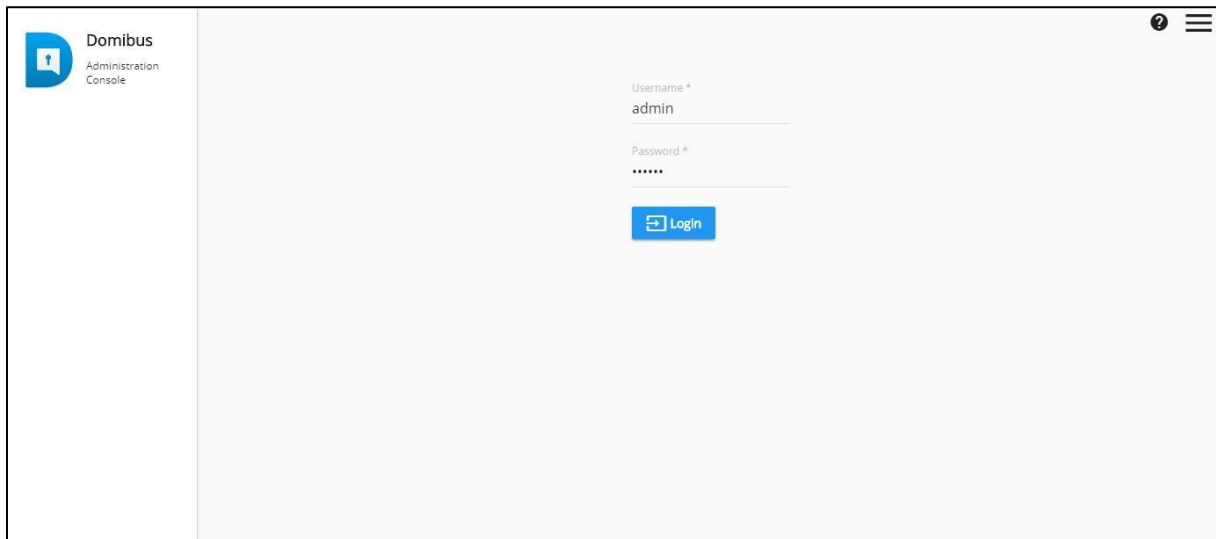 Domibus
Administration
Console
Username *
admin
Password *
••••••
Login